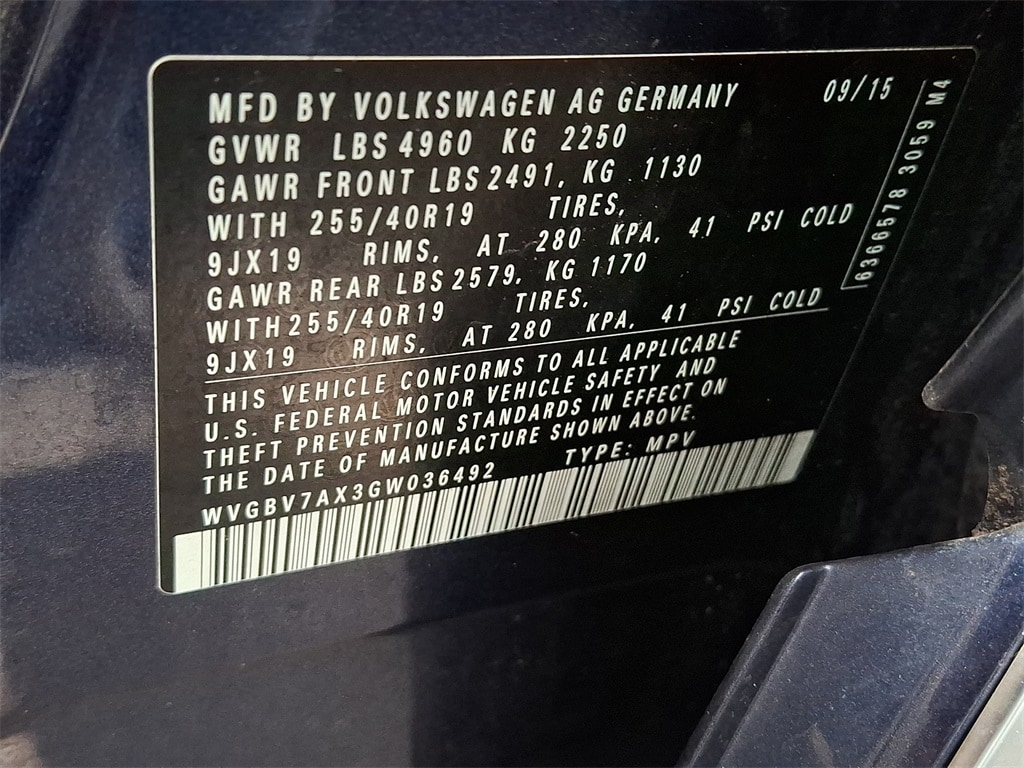 MFD BY VOLKSWAGEN AG GERMANY 09/15
GVWR LBS 4960 KG 2250
GAWR FRONT LBS 2491, KG 1130
WITH 255/40R19 TIRES,
9JX19 RIMS, AT 280 KPA, 41 PSI COLD
GAWR REAR LBS 2579, KG 1170
WITH 255/40R19 TIRES,
9JX19 RIMS, AT 280 KPA, 41 PSI COLD
THIS VEHICLE CONFORMS TO ALL APPLICABLE
U.S. FEDERAL MOTOR VEHICLE SAFETY AND
THEFT PREVENTION STANDARDS IN EFFECT ON
THE DATE OF MANUFACTURE SHOWN ABOVE.
WVGBV7AX3GW036492 TYPE: MPV
6366578 3059 M4